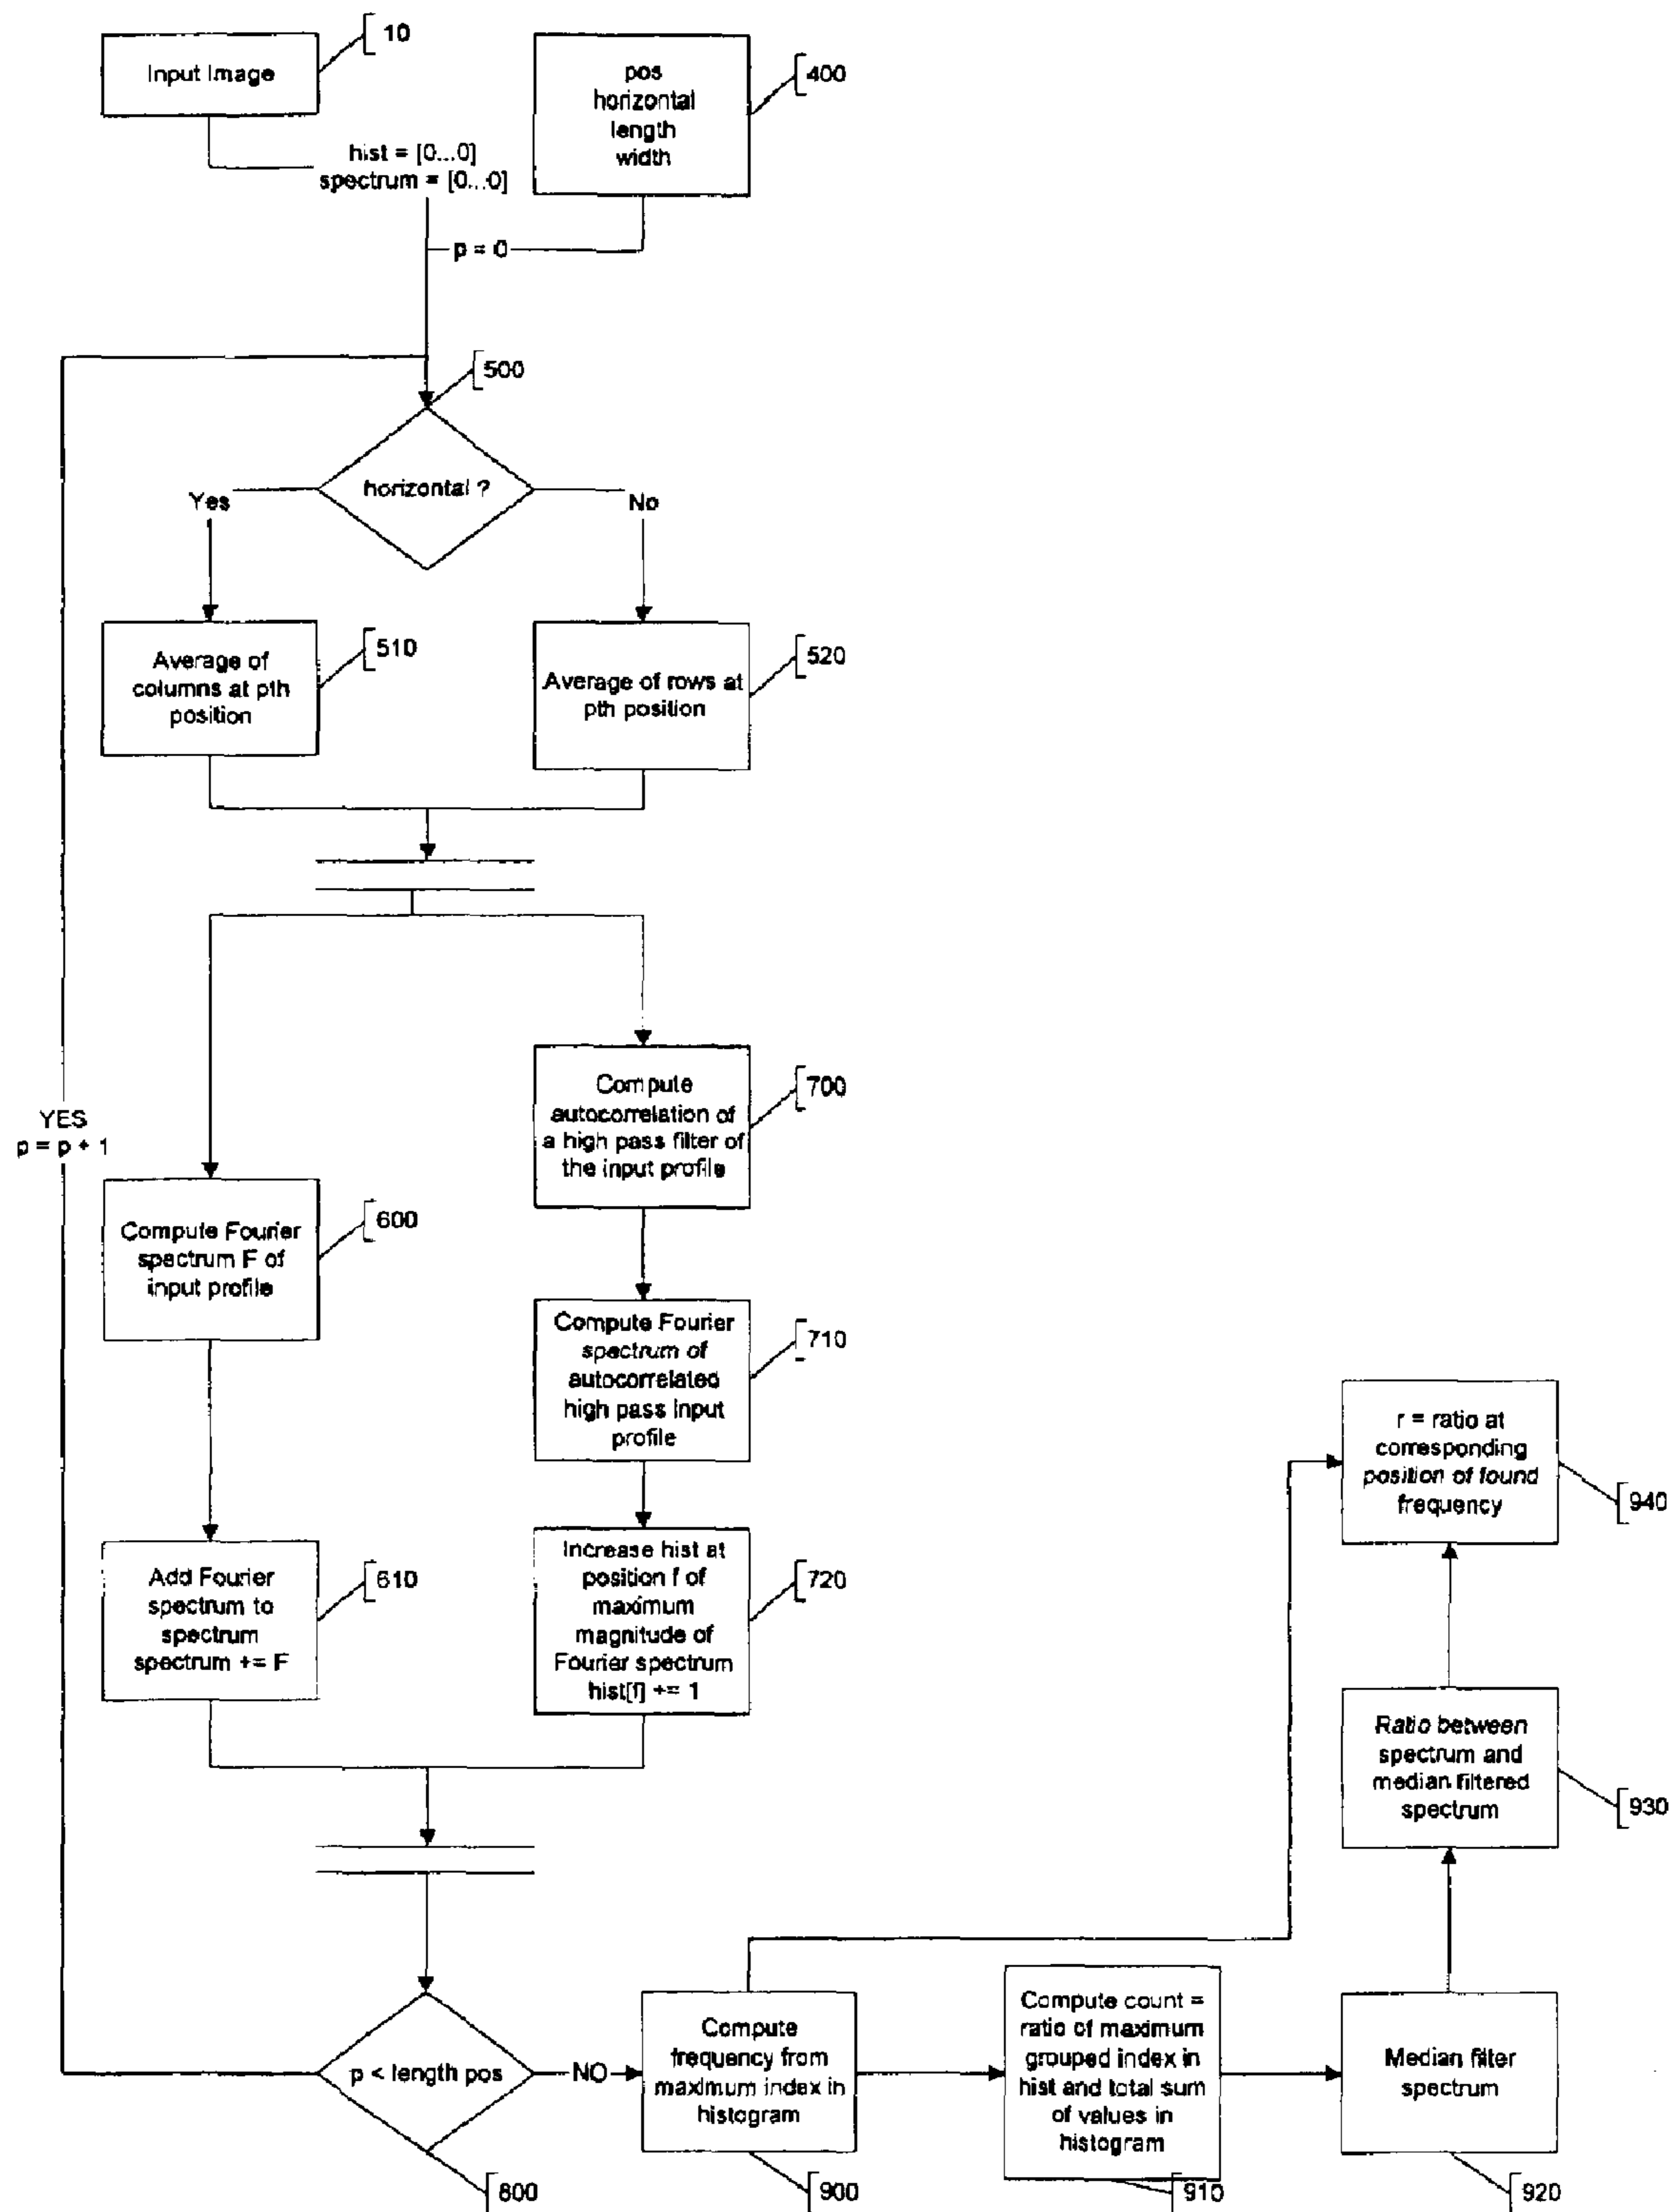 10
Input Image
pos
horizontal
length
width
400
hist = [0...0]
spectrum = [0...0]
p = 0
500
horizontal ?
Yes
No
Average of
columns at pth
position
510
Average of rows at
pth position
520
Compute
autocorrelation of
a high pass filter of
the input profile
700
YES
p = p + 1
Compute Fourier
spectrum F of
input profile
600
Compute Fourier
spectrum of
autocorrelated
high pass input
profile
710
Add Fourier
spectrum to
spectrum
spectrum += F
610
Increase hist at
position f of
maximum
magnitude of
Fourier spectrum
hist[f] += 1
720
r = ratio at
corresponding
position of found
frequency
940
Ratio between
spectrum and
median filtered
spectrum
930
p < length pos
NO
800
Compute
frequency from
maximum index in
histogram
900
Compute count =
ratio of maximum
grouped index in
hist and total sum
of values in
histogram
910
Median filter
spectrum
920